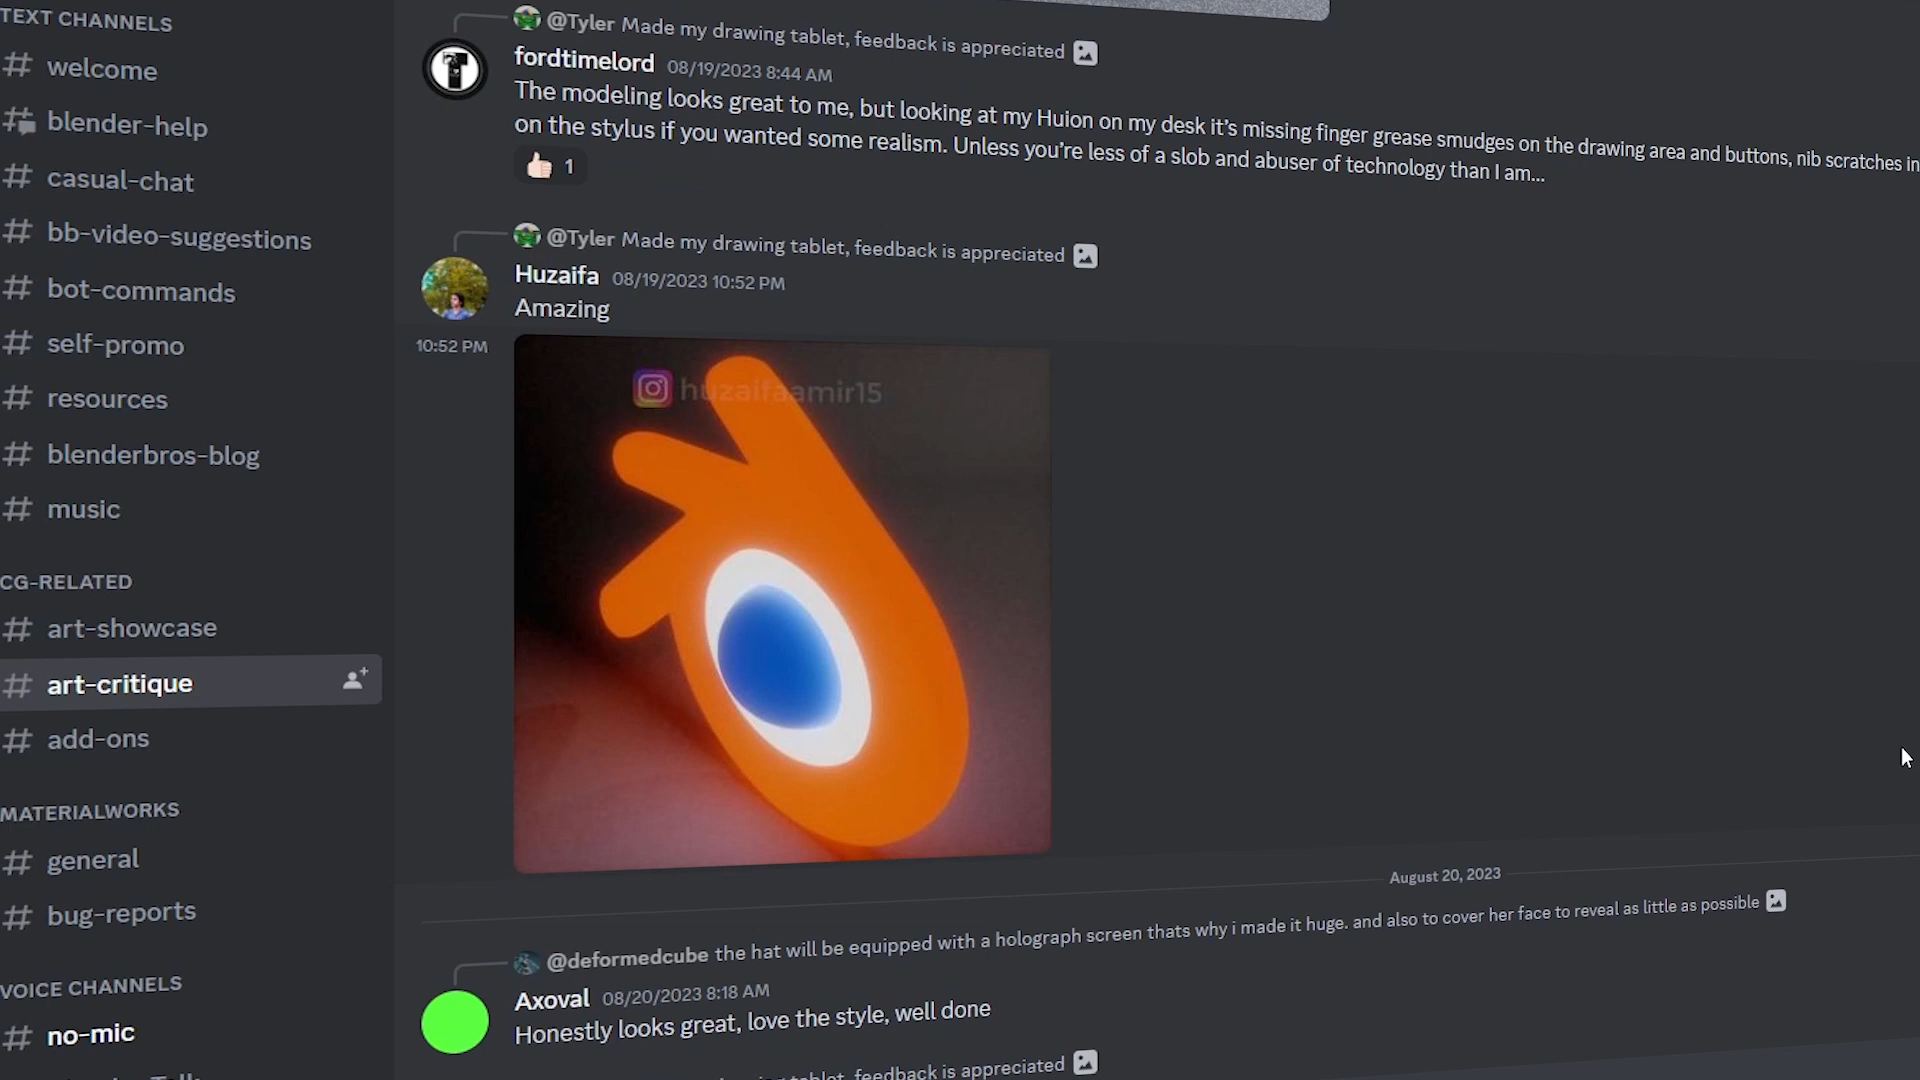 TEXT CHANNELS
welcome
blender-help
casual-chat
bb-video-suggestions
bot-commands
self-promo
resources
blenderbros-blog
music
CG-RELATED
art-showcase
art-critique
add-ons
MATERIALWORKS
general
bug-reports
VOICE CHANNELS
no-mic
@Tyler Made my drawing tablet, feedback is appreciated
fordtimelord 08/19/2023 8:44 AM
The modeling looks great to me, but looking at my Huion on my desk it's missing finger grease smudges on the drawing area and buttons, nib scratches in
on the stylus if you wanted some realism. Unless you're less of a slob and abuser of technology than I am...
1
@Tyler Made my drawing tablet, feedback is appreciated
Huzaifa 08/19/2023 10:52 PM
Amazing
10:52 PM
huzaifaamir15
August 20, 2023
@deformedcube the hat will be equipped with a holograph screen thats why i made it huge. and also to cover her face to reveal as little as possible
Axoval 08/20/2023 8:18 AM
Honestly looks great, love the style, well done
tablet, feedback is appreciated